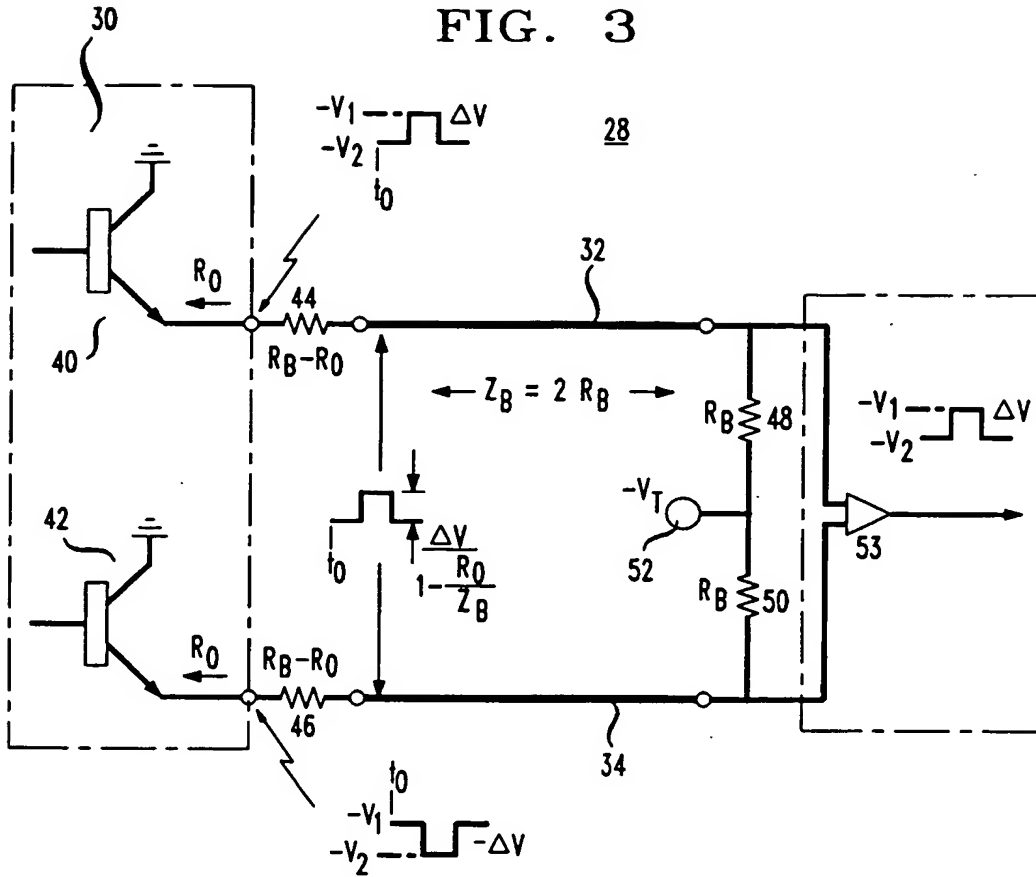 FIG. 3
30
-V1
ΔV
28
-V2
t0
32
R0
44
40
RB-R0
ZB = 2 RB
RB
48
-V1
ΔV
-V2
-VT
42
t0
ΔV
1- R0
ZB
52
RB
50
53
R0
RB-R0
46
34
t0
-V1
-ΔV
-V2